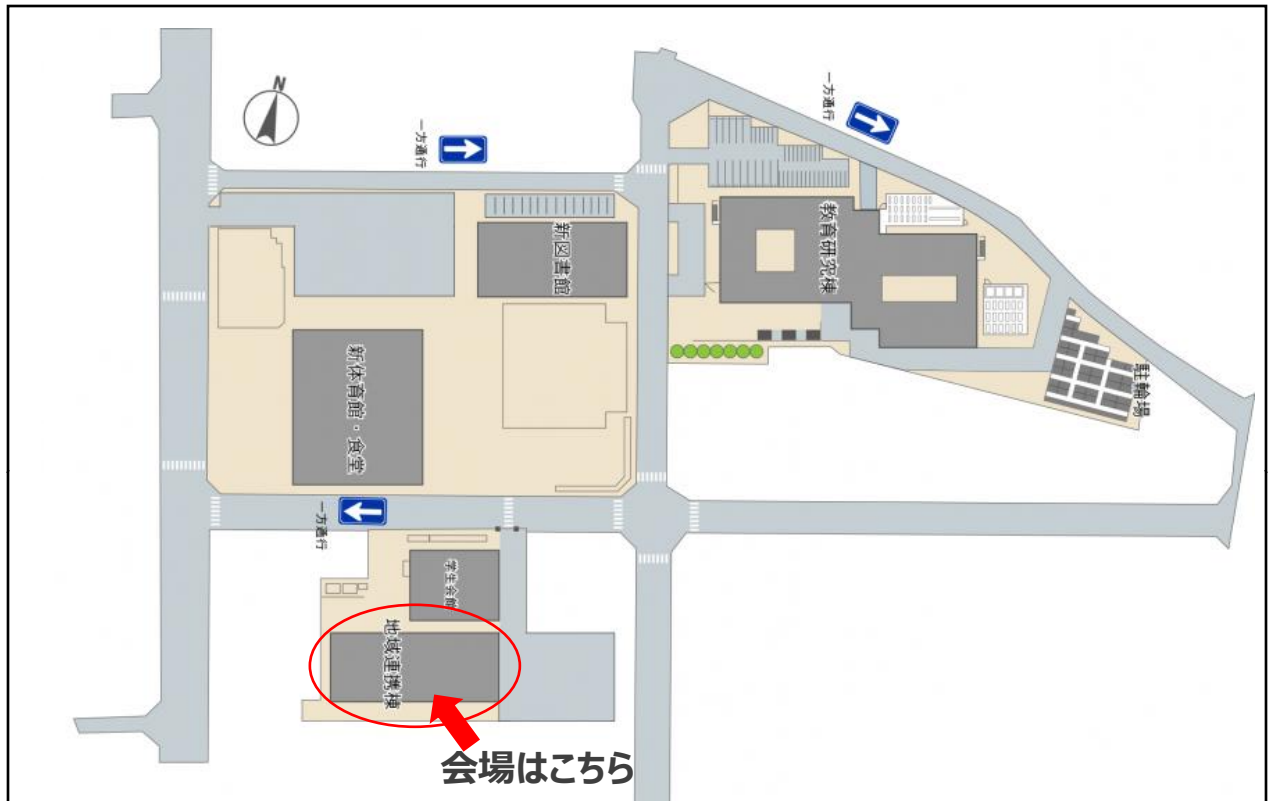 N
一方通行
一方通行
新図書館
教育研究棟
駐輪場
新体育館・食堂
一方通行
学生会館
地域連携棟
会場はこちら